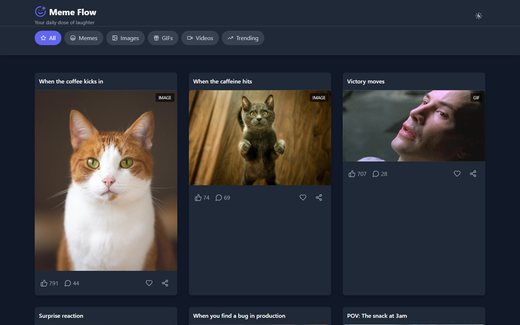 Meme Flow
Your daily dose of laughter
All
Memes
Images
GIFs
Videos
Trending
When the coffee kicks in
IMAGE
791
44
When the caffeine hits
IMAGE
74
69
Victory moves
GIF
707
28
Surprise reaction
When you find a bug in production
POV: The snack at 3am